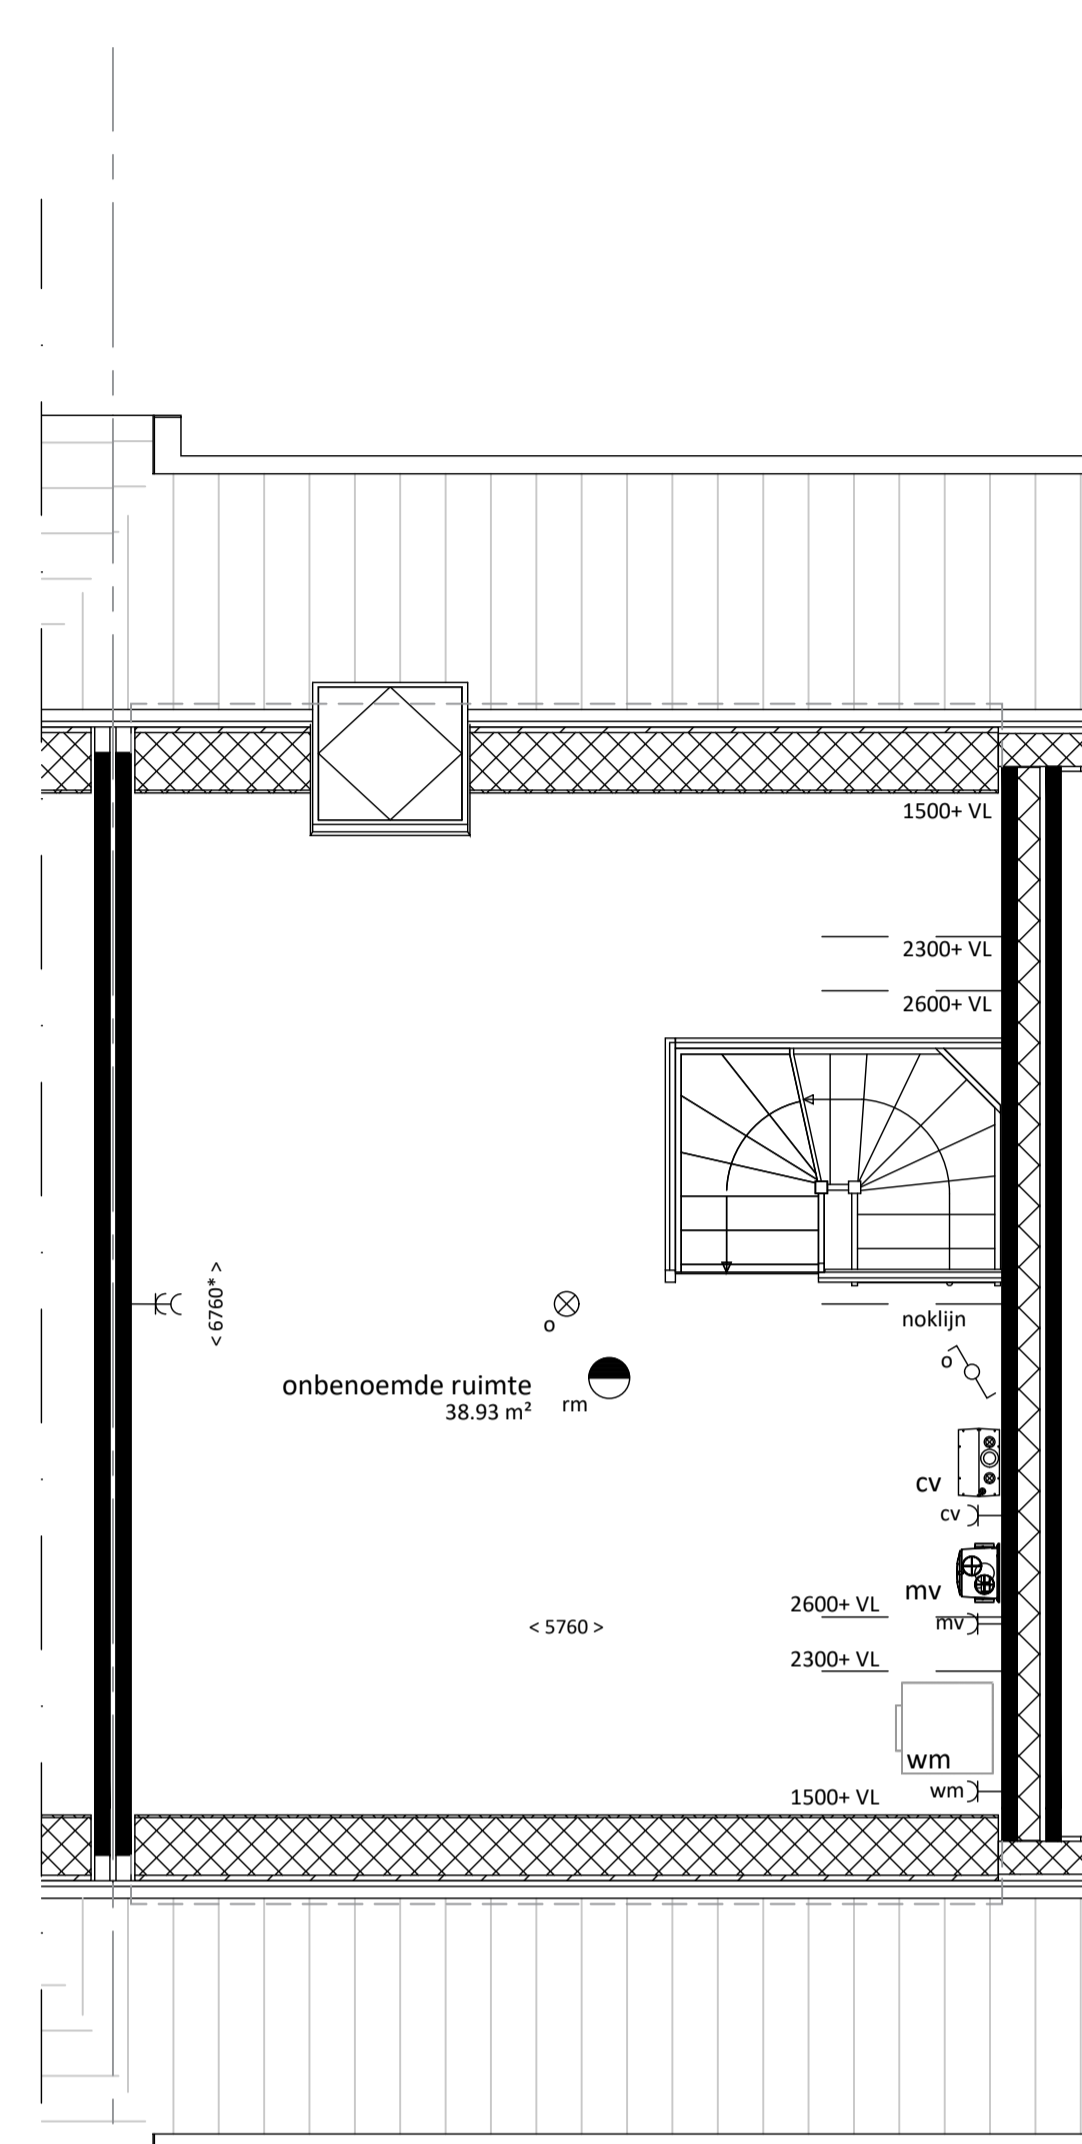 1500+ VL
2300+ VL
2600+ VL
< 6760* >
o
noklijn
o
onbenoemde ruimte
38.93 m²
rm
cv
cv
mv
2600+ VL
mv
< 5760 >
2300+ VL
wm
wm
1500+ VL